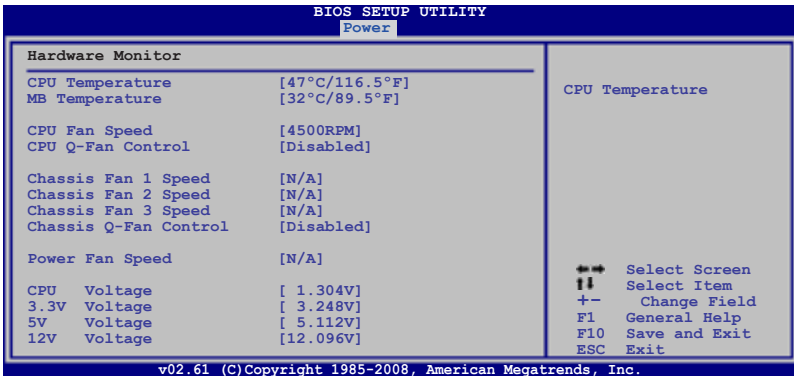 BIOS SETUP UTILITY
Power
Hardware Monitor
CPU Temperature [47°C/116.5°F]
MB Temperature [32°C/89.5°F]
CPU Fan Speed [4500RPM]
CPU Q-Fan Control [Disabled]
Chassis Fan 1 Speed [N/A]
Chassis Fan 2 Speed [N/A]
Chassis Fan 3 Speed [N/A]
Chassis Q-Fan Control [Disabled]
Power Fan Speed [N/A]
CPU Voltage [ 1.304V]
3.3V Voltage [ 3.248V]
5V Voltage [ 5.112V]
12V Voltage [12.096V]
CPU Temperature
←→ Select Screen
↑↓ Select Item
+- Change Field
F1 General Help
F10 Save and Exit
ESC Exit
v02.61 (C)Copyright 1985-2008, American Megatrends, Inc.